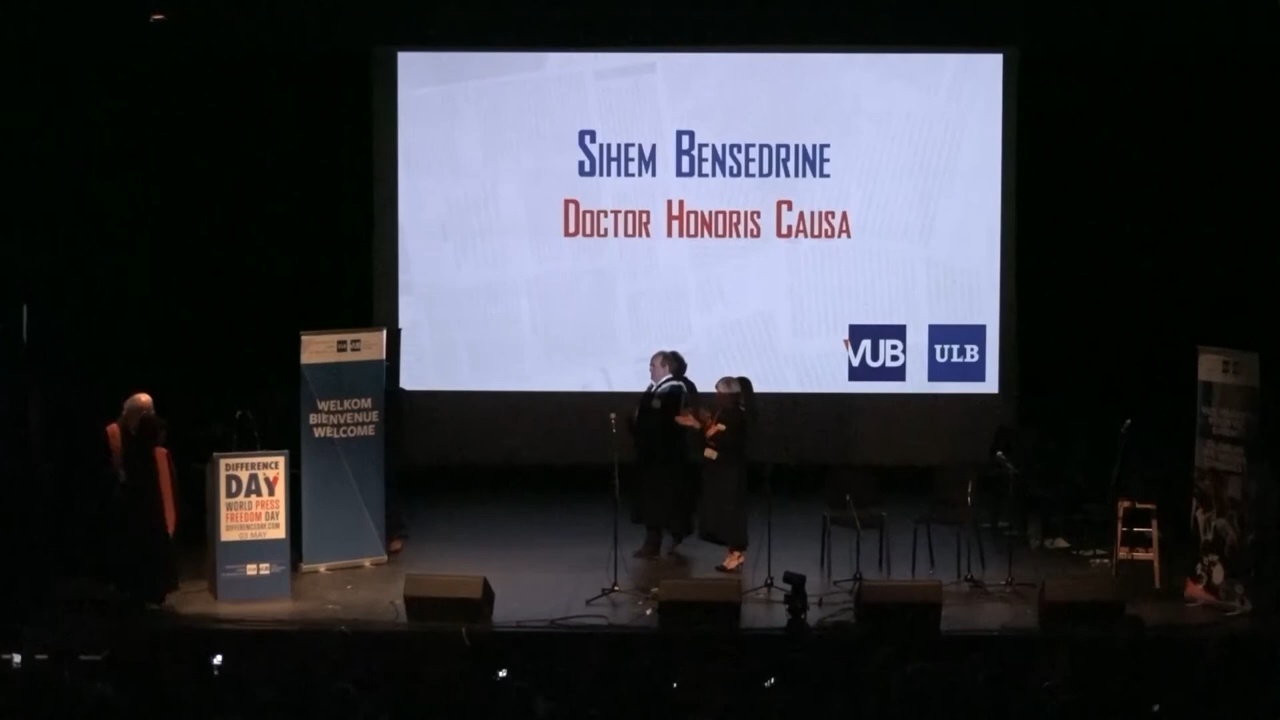 SIHEM BENSEDRINE
DOCTOR HONORIS CAUSA
VUB
ULB
WELKOM
BIENVENUE
WELCOME
DIFFERENCE
DAY
WORLD PRESS
FREEDOM DAY
DIFFERENCEDAY.COM
03 MAY